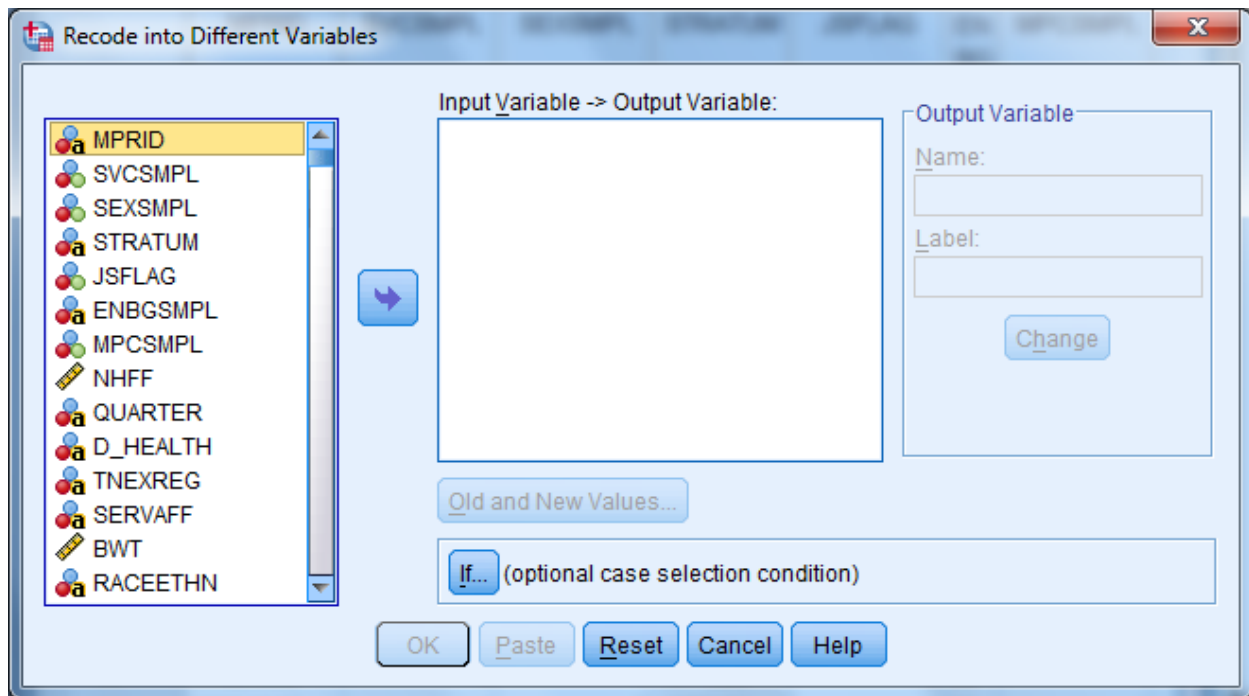 Recode into Different Variables
MPRID
SVCSMPL
SEXSMPL
STRATUM
JSFLAG
ENBGSMPL
MPCSMPL
NHFF
QUARTER
D_HEALTH
TNEXREG
SERVAFF
BWT
RACEETHN
Input Variable -> Output Variable:
Output Variable
Name:
Label:
Change
Old and New Values...
If... (optional case selection condition)
OK Paste Reset Cancel Help